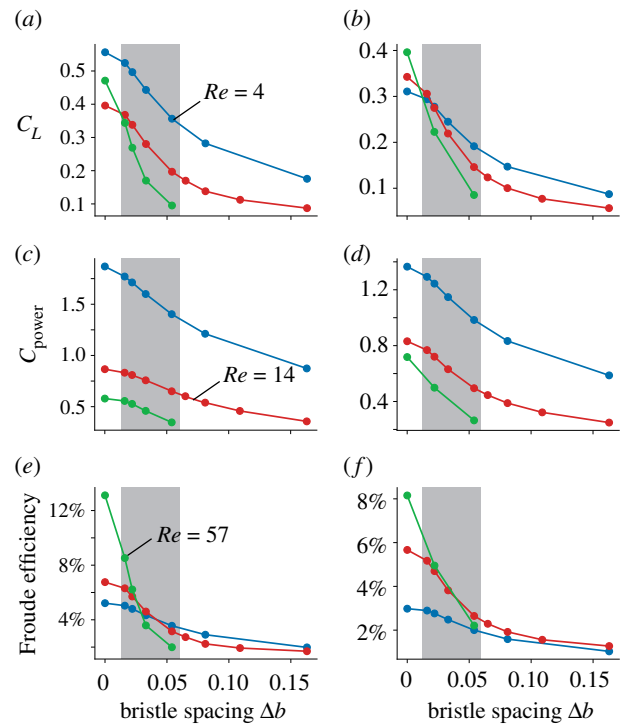 (a)
(b)
0.5
0.4
0.3
0.2
0.1
C_L
Re = 4
0.4
0.3
0.2
0.1
(c)
(d)
1.5
1.0
0.5
C_power
Re = 14
1.2
0.8
0.4
(e)
(f)
12%
8%
4%
Froude efficiency
Re = 57
8%
6%
4%
2%
0 0.05 0.10 0.15
0 0.05 0.10 0.15
bristle spacing Δb
bristle spacing Δb